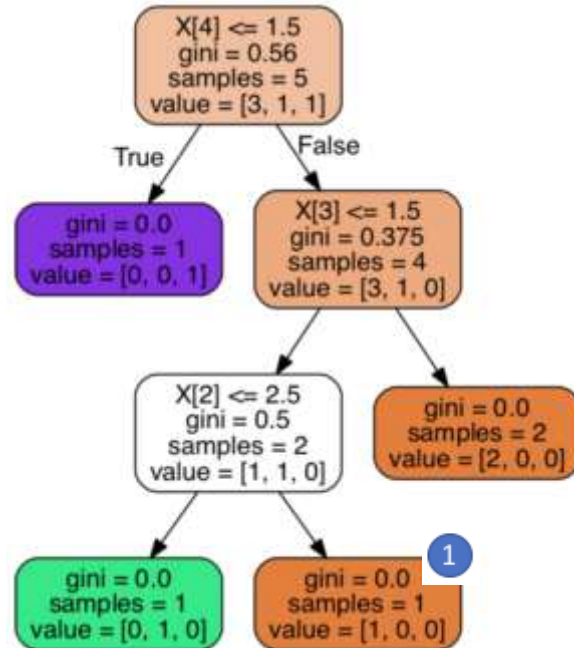 X[4] <= 1.5
gini = 0.56
samples = 5
value = [3, 1, 1]
True
False
gini = 0.0
samples = 1
value = [0, 0, 1]
X[3] <= 1.5
gini = 0.375
samples = 4
value = [3, 1, 0]
X[2] <= 2.5
gini = 0.5
samples = 2
value = [1, 1, 0]
gini = 0.0
samples = 2
value = [2, 0, 0]
gini = 0.0
samples = 1
value = [0, 1, 0]
1
gini = 0.0
samples = 1
value = [1, 0, 0]